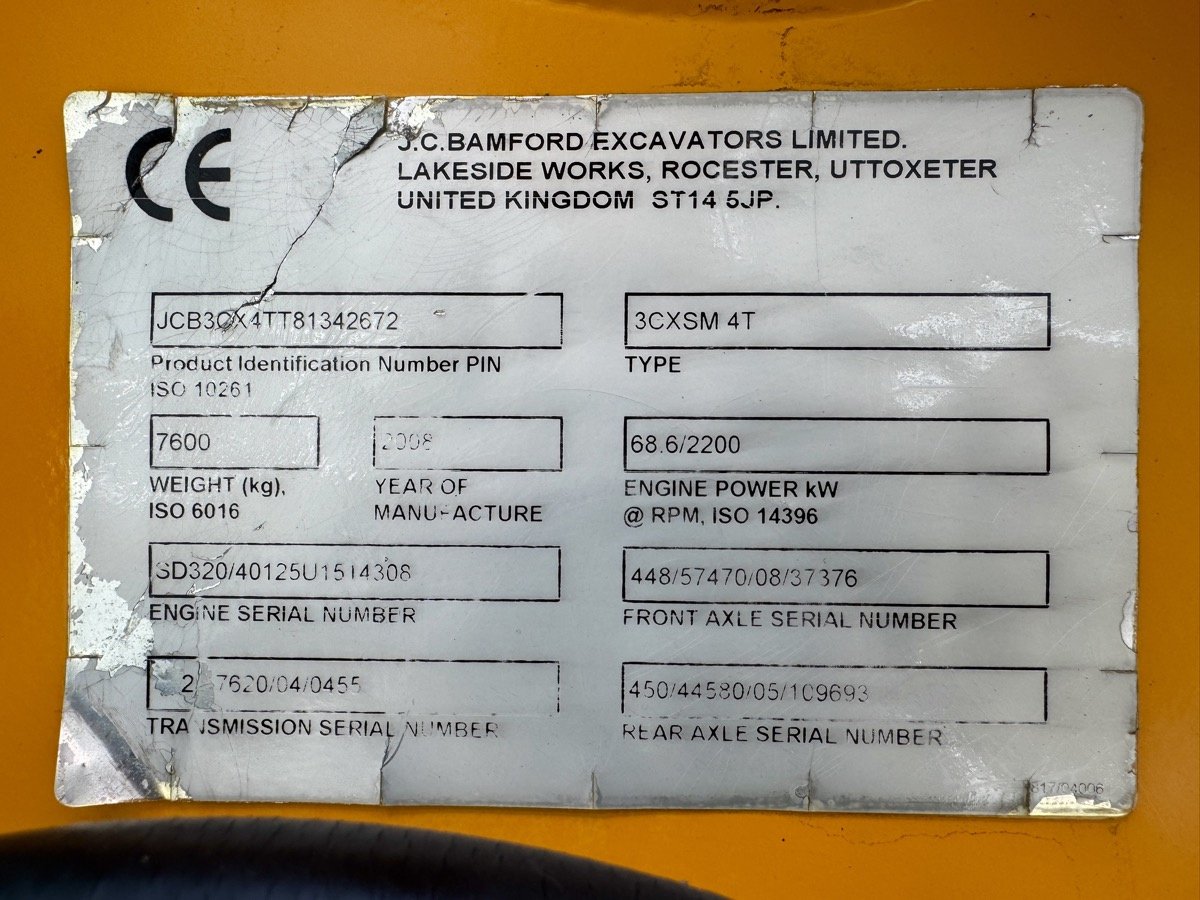 CE
J.C.BAMFORD EXCAVATORS LIMITED.
LAKESIDE WORKS, ROCESTER, UTTOXETER
UNITED KINGDOM ST14 5JP.
JCB3CX4TT81342672
3CXSM 4T
Product Identification Number PIN
TYPE
ISO 10261
7600
2008
68.6/2200
WEIGHT (kg),
YEAR OF
ENGINE POWER kW
ISO 6016
MANUFACTURE
@ RPM, ISO 14396
SD320/40125U1514308
448/57470/08/37376
ENGINE SERIAL NUMBER
FRONT AXLE SERIAL NUMBER
450/44580/05/109693
TRANSMISSION SERIAL NUMBER
REAR AXLE SERIAL NUMBER
817/04006